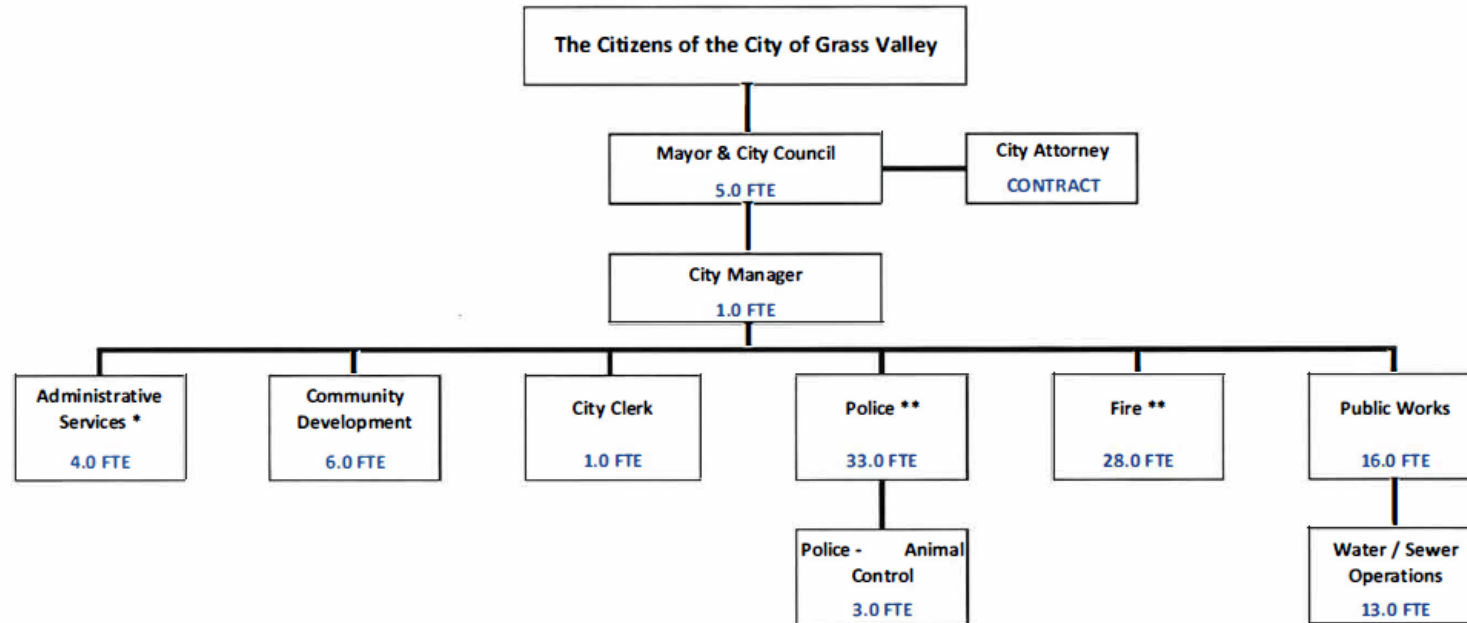 The Citizens of the City of Grass Valley
Mayor & City Council
5.0 FTE
City Attorney
CONTRACT
City Manager
1.0 FTE
Administrative
Services *
4.0 FTE
Community
Development
6.0 FTE
City Clerk
1.0 FTE
Police **
33.0 FTE
Fire **
28.0 FTE
Public Works
16.0 FTE
Police - Animal
Control
3.0 FTE
Water / Sewer
Operations
13.0 FTE